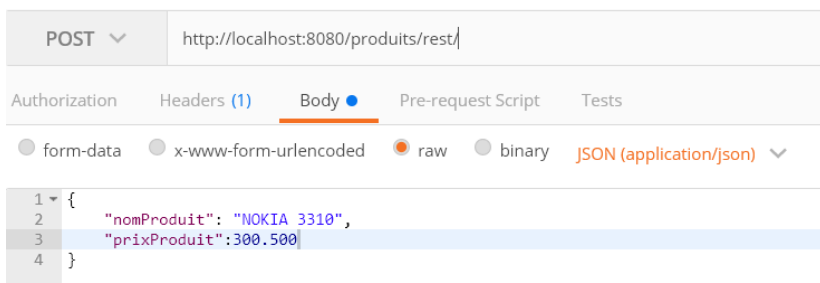 POST http://localhost:8080/produits/rest/
Authorization Headers (1) Body Pre-request Script Tests
form-data x-www-form-urlencoded raw binary JSON (application/json)
1 {
2 "nomProduit": "NOKIA 3310",
3 "prixProduit":300.500
4 }